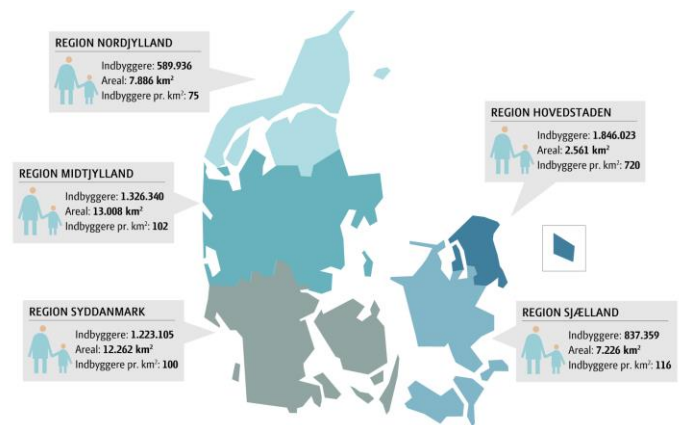 REGION NORDJYLLAND
Indbyggere: 589.936
Areal: 7.886 km²
Indbyggere pr. km²: 75
REGION HOVEDSTADEN
Indbyggere: 1.846.023
Areal: 2.561 km²
Indbyggere pr. km²: 720
REGION MIDTJYLLAND
Indbyggere: 1.326.340
Areal: 13.008 km²
Indbyggere pr. km²: 102
REGION SYDDANMARK
Indbyggere: 1.223.105
Areal: 12.262 km²
Indbyggere pr. km²: 100
REGION SJÆLLAND
Indbyggere: 837.359
Areal: 7.226 km²
Indbyggere pr. km²: 116